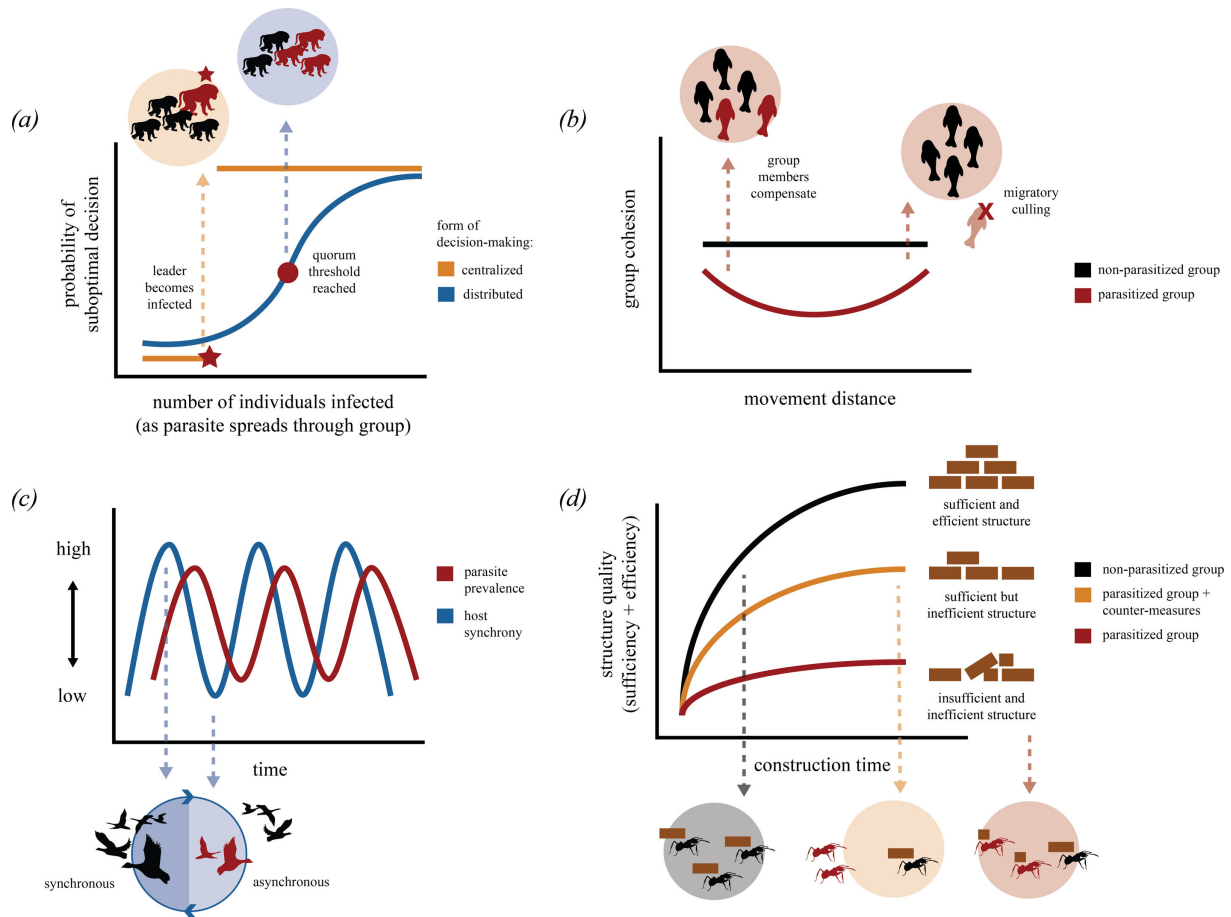 (a)
probability of
suboptimal decision
leader
becomes
infected
quorum
threshold
reached
form of
decision-making:
centralized
distributed
number of individuals infected
(as parasite spreads through group)
(b)
group cohesion
group
members
compensate
migratory
culling
X
non-parasitized group
parasitized group
movement distance
(c)
high
low
parasite
prevalence
host
synchrony
time
synchronous
asynchronous
(d)
structure quality
(sufficiency + efficiency)
sufficient and
efficient structure
sufficient but
inefficient structure
insufficient and
inefficient structure
non-parasitized group
parasitized group +
counter-measures
parasitized group
construction time